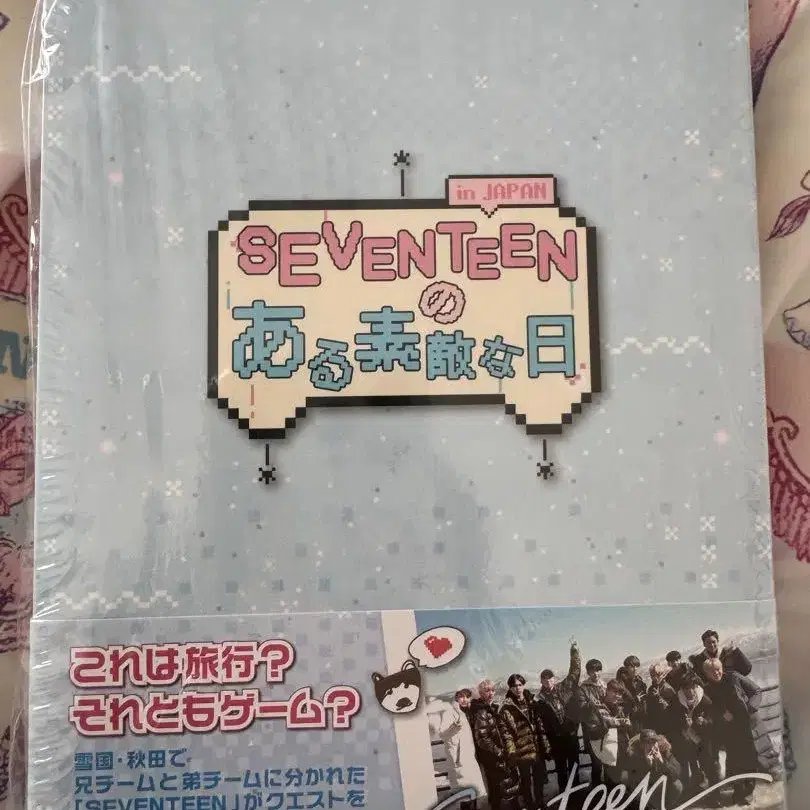 in JAPAN
SEVENTEEN
の
ある素敵な日
これは旅行?
それともゲーム?
雪国・秋田で
兄チームと弟チームに分かれた
「SEVENTEEN」がクエストを
teen